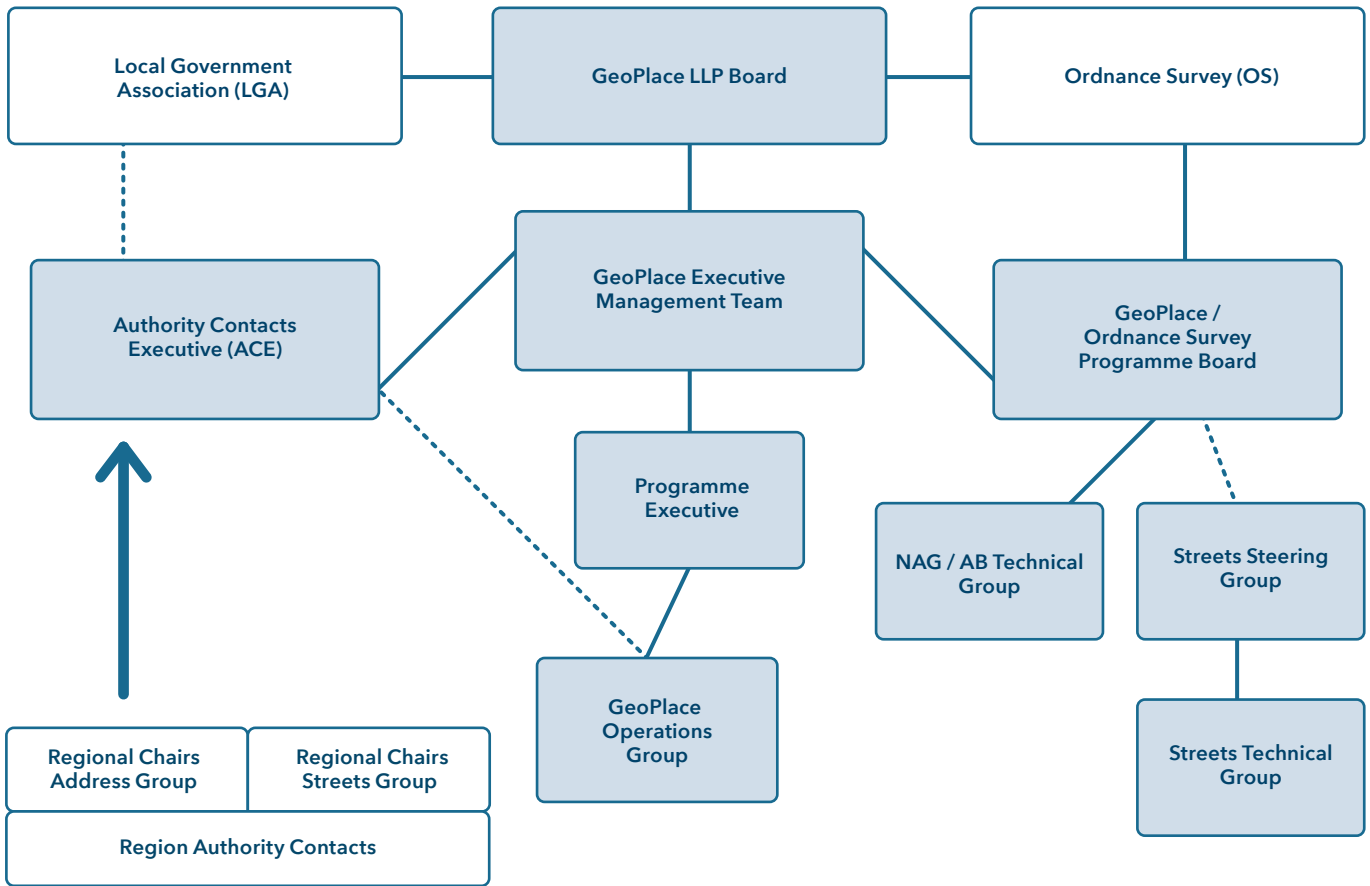 Local Government
Association (LGA)
GeoPlace LLP Board
Ordnance Survey (OS)
Authority Contacts
Executive (ACE)
GeoPlace Executive
Management Team
GeoPlace /
Ordnance Survey
Programme Board
Programme
Executive
NAG / AB Technical
Group
Streets Steering
Group
GeoPlace
Operations
Group
Streets Technical
Group
Regional Chairs
Address Group
Regional Chairs
Streets Group
Region Authority Contacts